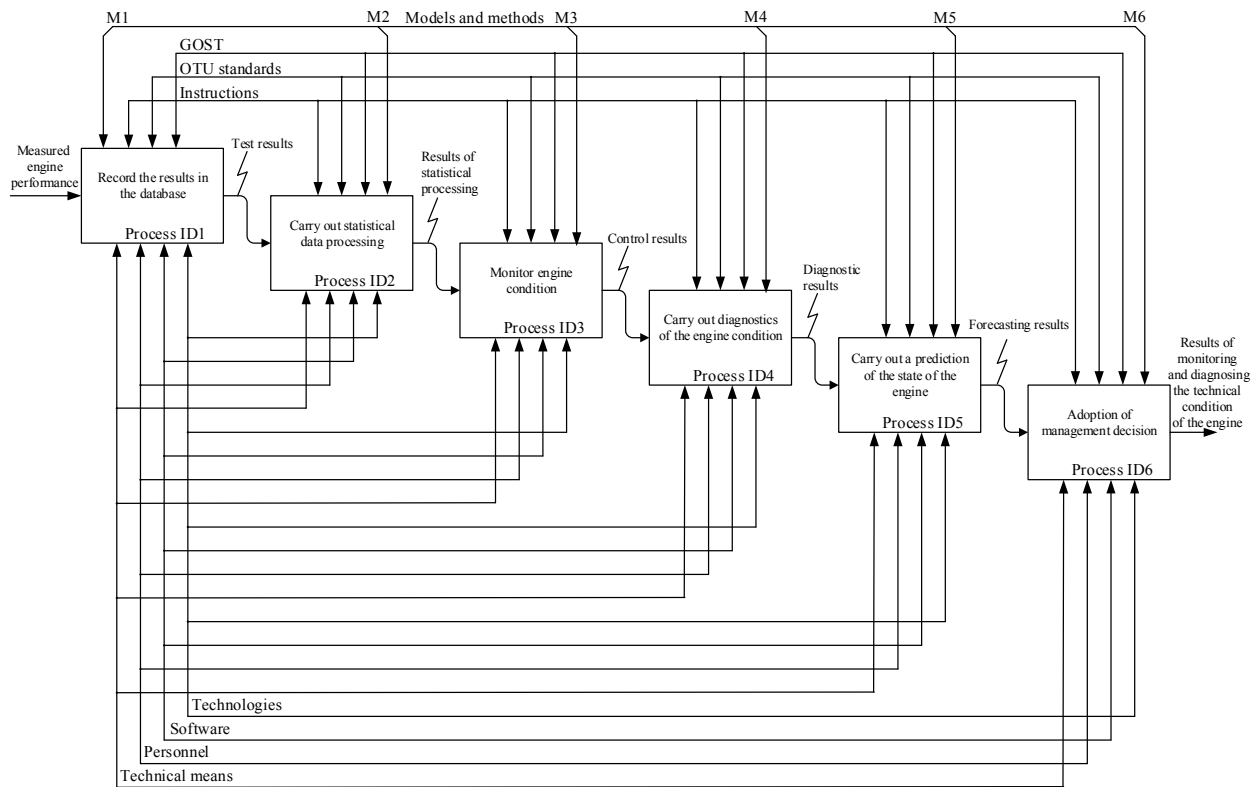 M1
M2
Models and methods
M3
M4
M5
M6
GOST
OTU standards
Instructions
Measured
engine
performance
Record the results in
the database
Process ID1
Test results
Carry out statistical
data processing
Process ID2
Results of
statistical
processing
Monitor engine
condition
Process ID3
Control results
Carry out diagnostics
of the engine condition
Process ID4
Diagnostic
results
Carry out a prediction
of the state of the
engine
Process ID5
Forecasting results
Adoption of
management decision
Process ID6
Results of
monitoring
and diagnosing
the technical
condition
of the engine
Technologies
Software
Personnel
Technical means